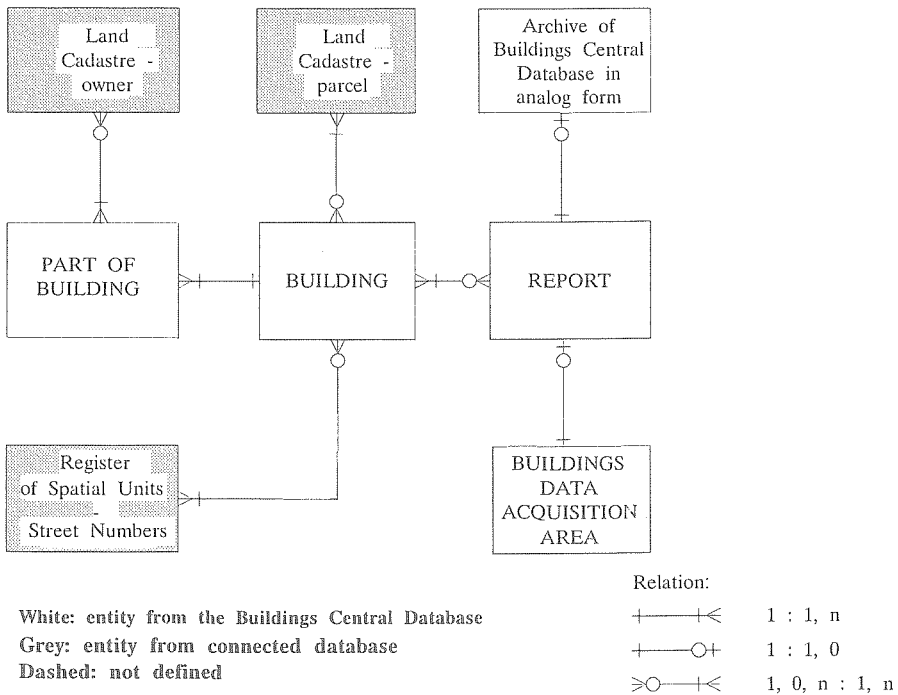 Land
Cadastre -
owner
Land
Cadastre -
parcel
Archive of
Buildings Central
Database in
analog form
PART OF
BUILDING
BUILDING
REPORT
Register
of Spatial Units
-
Street Numbers
BUILDINGS
DATA
ACQUISITION
AREA
Relation:
White: entity from the Buildings Central Database
Grey: entity from connected database
Dashed: not defined
1 : 1, n
1 : 1, 0
1, 0, n : 1, n